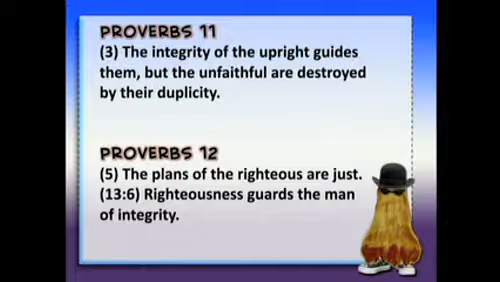 PROVERBS 11
(3) The integrity of the upright guides
them, but the unfaithful are destroyed
by their duplicity.
PROVERBS 12
(5) The plans of the righteous are just.
(13:6) Righteousness guards the man
of integrity.